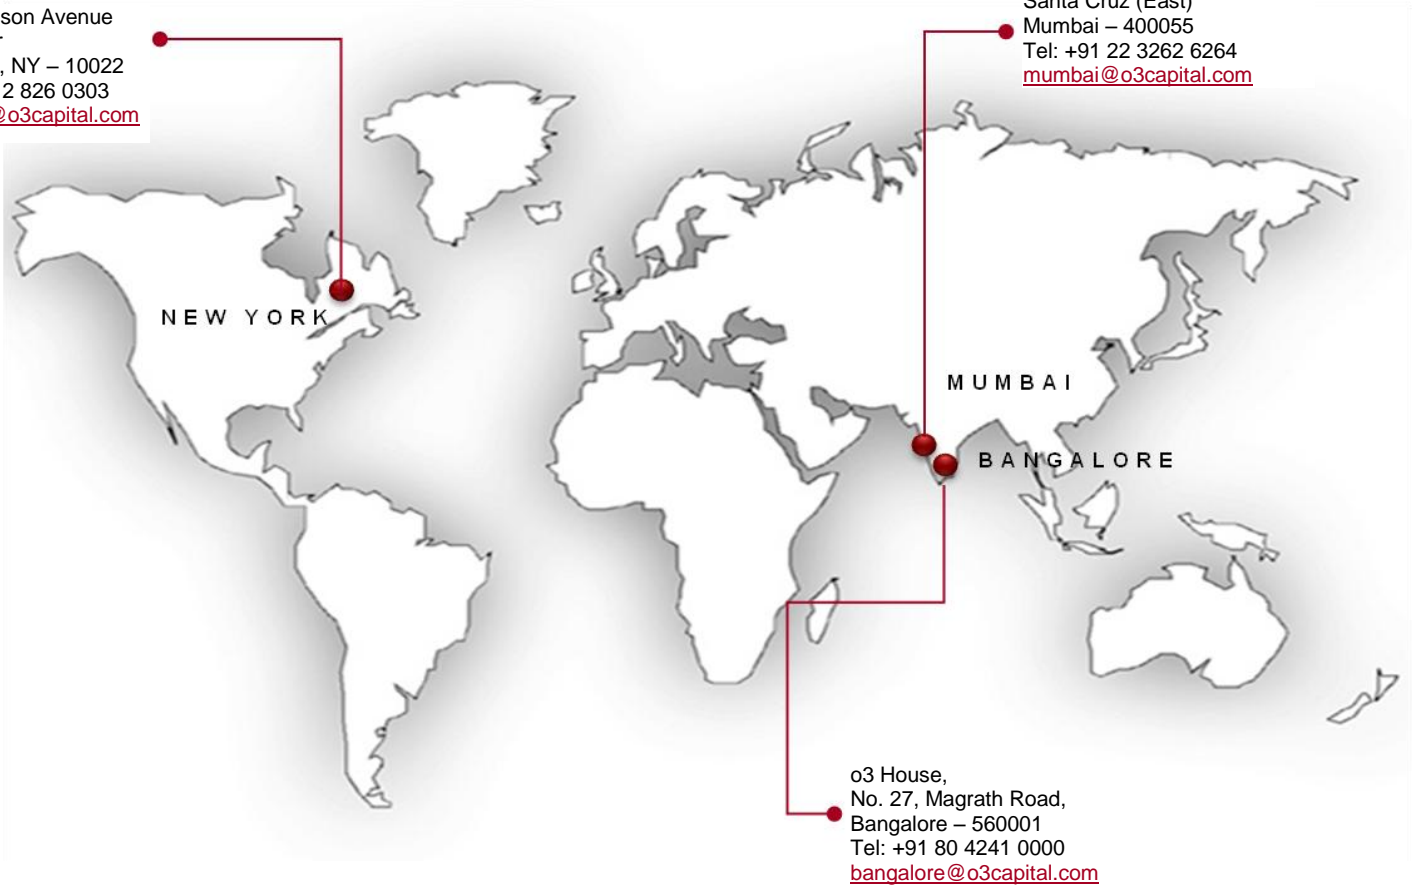 son Avenue
, NY – 10022
2 826 0303
@o3capital.com
Santa Cruz (East)
Mumbai – 400055
Tel: +91 22 3262 6264
mumbai@o3capital.com
NEW YORK
MUMBAI
BANGALORE
o3 House,
No. 27, Magrath Road,
Bangalore – 560001
Tel: +91 80 4241 0000
bangalore@o3capital.com